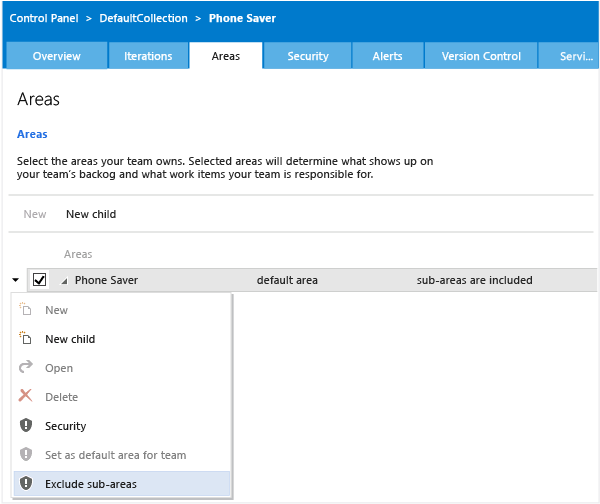 Control Panel > DefaultCollection > Phone Saver
Overview Iterations Areas Security Alerts Version Control Servi...
Areas
Areas
Select the areas your team owns. Selected areas will determine what shows up on
your team's backog and what work items your team is responsible for.
New New child
Areas
Phone Saver default area sub-areas are included
New
New child
Open
Delete
Security
Set as default area for team
Exclude sub-areas